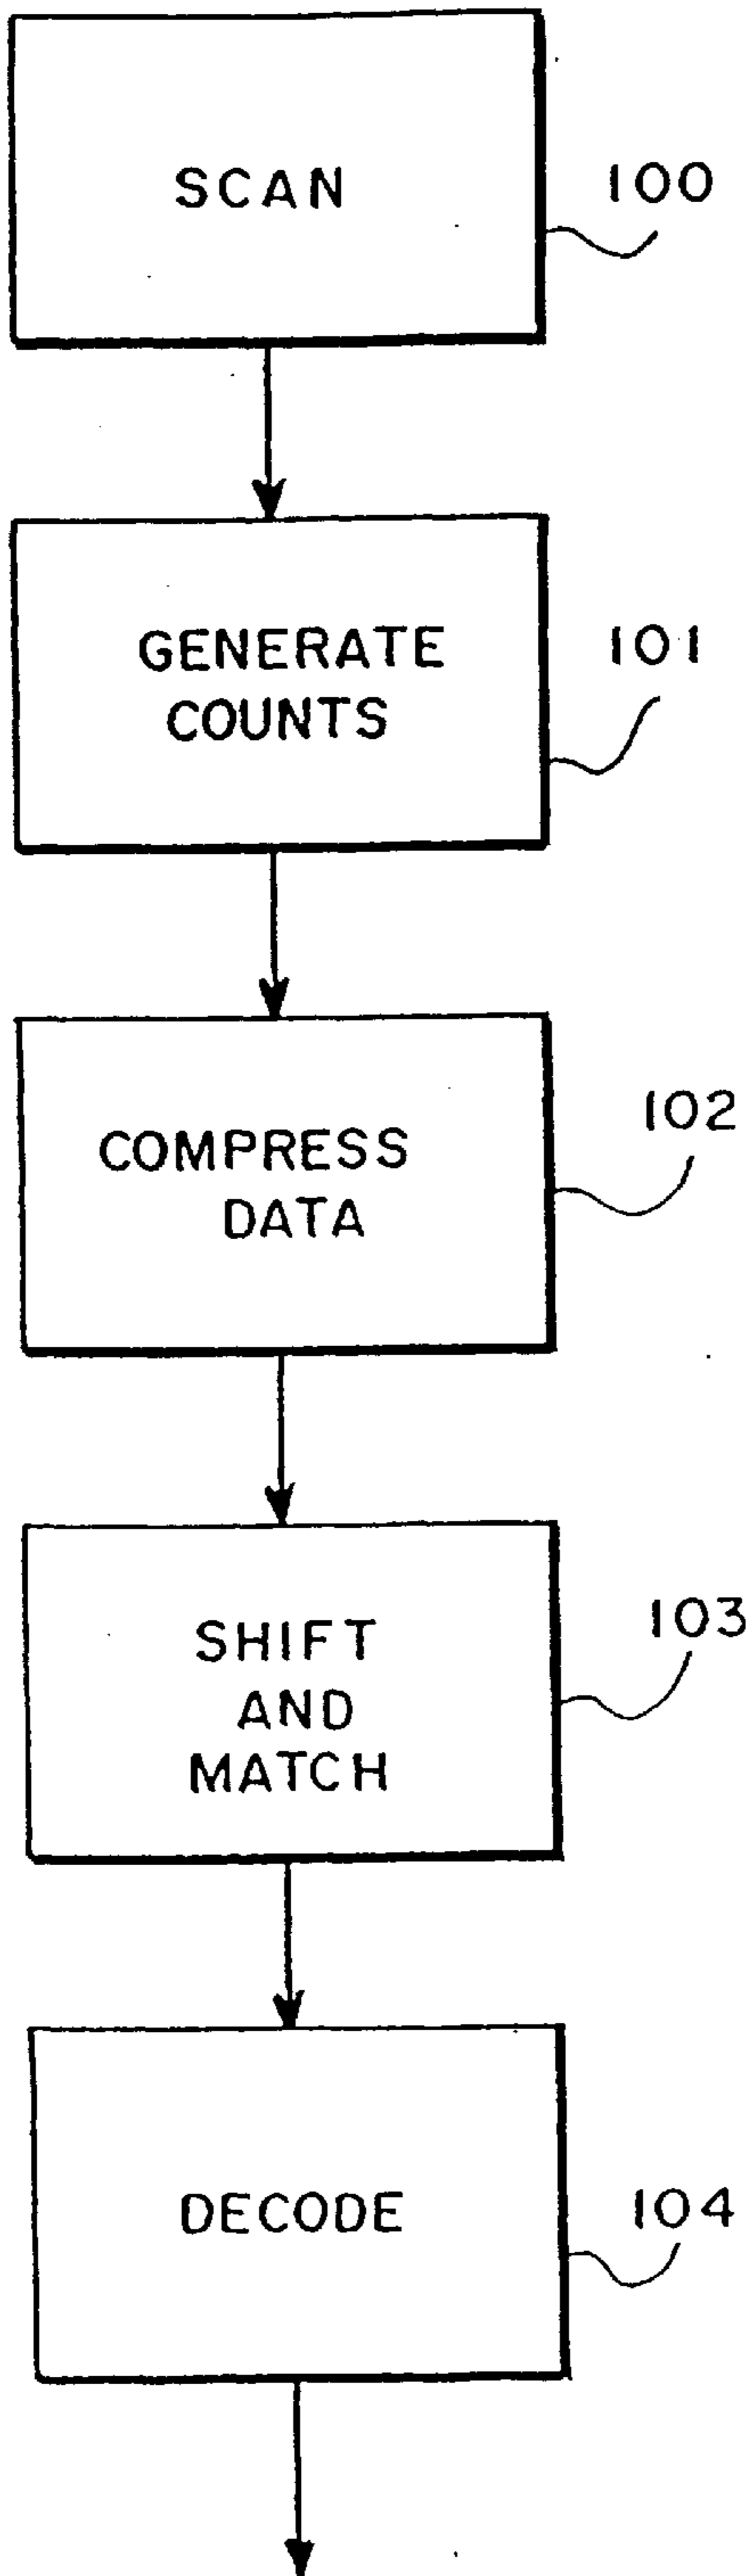 SCAN
100
GENERATE
COUNTS
101
COMPRESS
DATA
102
SHIFT
AND
MATCH
103
DECODE
104